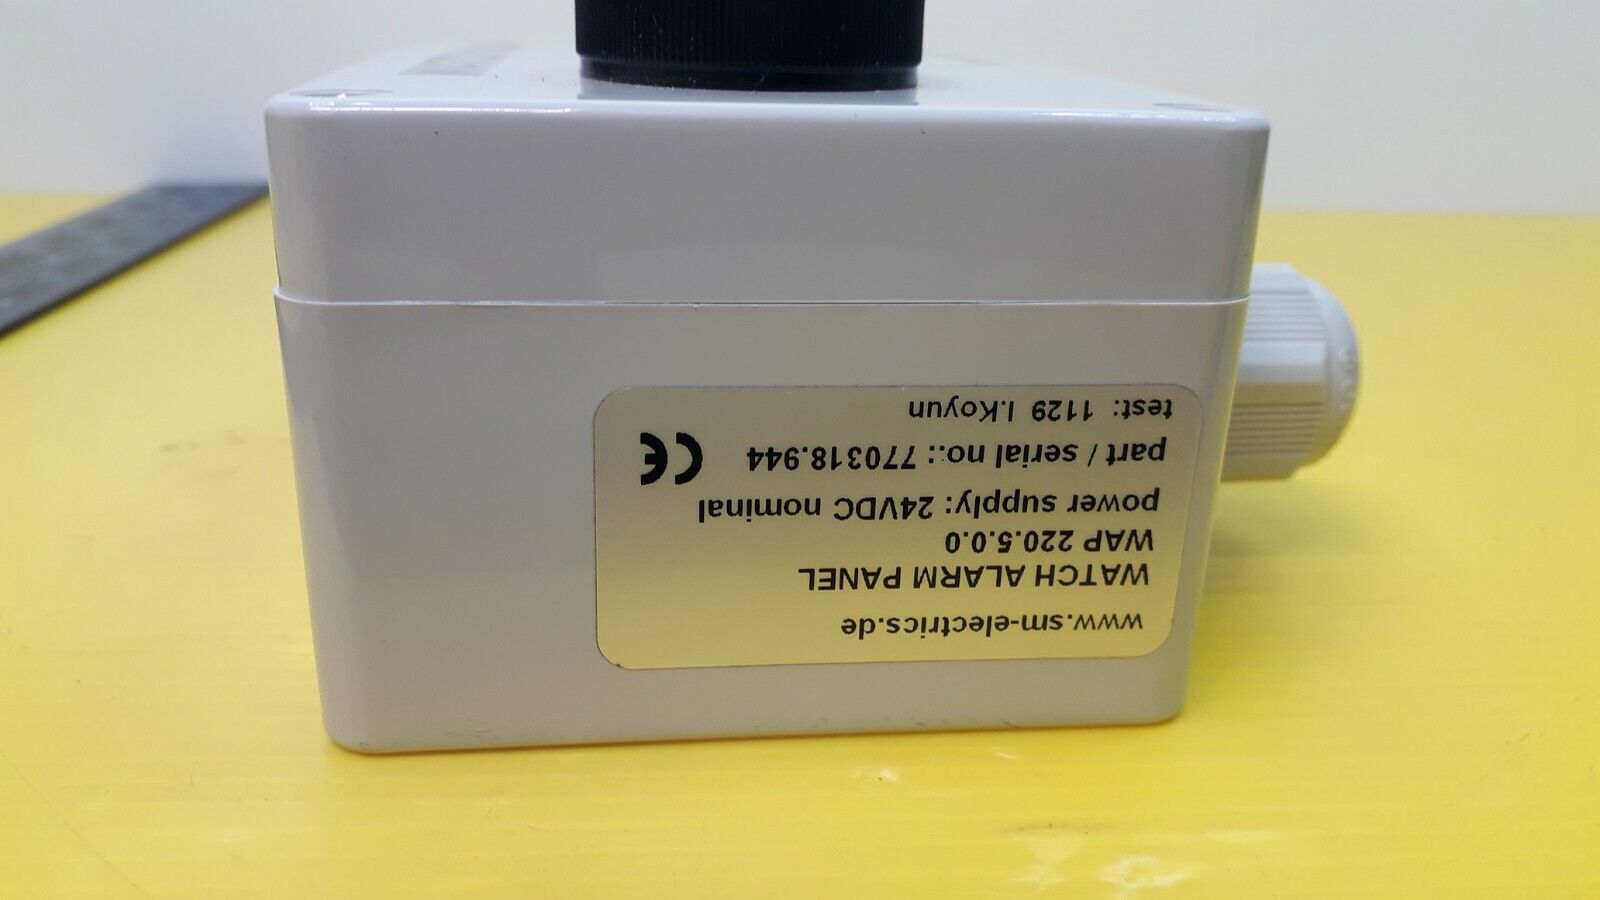 www.sm-electrics.de
WATCH ALARM PANEL
WAP 220.5.0.0
power supply: 24VDC nominal
part / serial no.: 770318.944
CE
test: 1129 I.Koyun